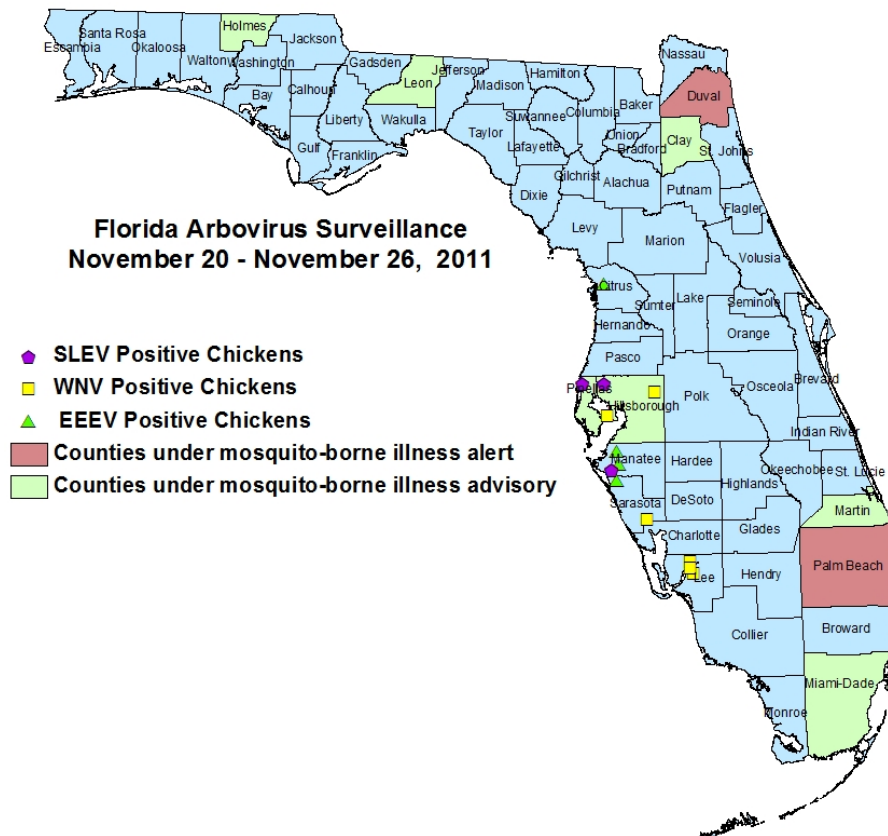 Holmes
Santa Rosa
Jackson
Escambia
Okaloosa
Walton
Washington
Nassau
Gadsden
Jefferson
Hamilton
Leon
Madison
Duval
Bay
Calhoun
Baker
Liberty
Wakulla
Suwannee
Columbia
Union
Clay
Taylor
Bradford
St. Johns
Gulf
Franklin
Lafayette
Gilchrist
Alachua
Putnam
Dixie
Flagler
Levy
Florida Arbovirus Surveillance
November 20 - November 26, 2011
Marion
Volusia
Citrus
Sumter
Lake
Seminole
Hernando
Orange
SLEV Positive Chickens
Pasco
WNV Positive Chickens
Pinellas
Hillsborough
Polk
Osceola
Brevard
EEEV Positive Chickens
Indian River
Counties under mosquito-borne illness alert
Manatee
Hardee
Highlands
Okeechobee
St. Lucie
Counties under mosquito-borne illness advisory
Sarasota
DeSoto
Martin
Charlotte
Glades
Palm Beach
Lee
Hendry
Collier
Broward
Miami-Dade
Monroe